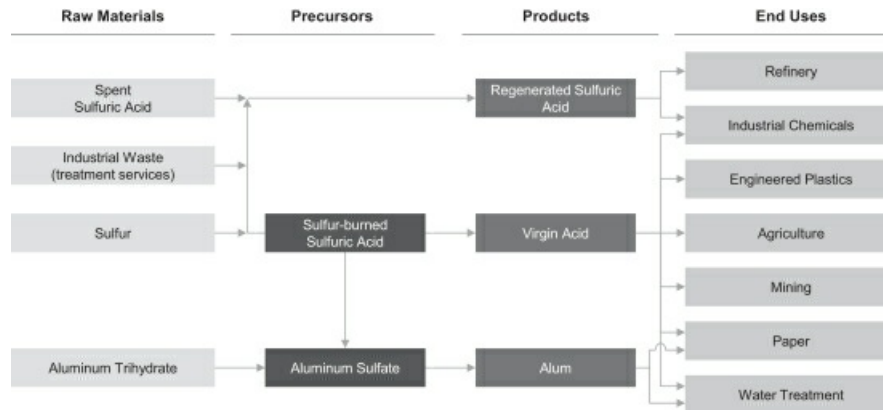 Raw Materials
Precursors
Products
End Uses
Spent
Sulfuric Acid
Regenerated Sulfuric
Acid
Refinery
Industrial Chemicals
Industrial Waste
(treatment services)
Engineered Plastics
Sulfur
Sulfur-burned
Sulfuric Acid
Virgin Acid
Agriculture
Mining
Paper
Aluminum Trihydrate
Aluminum Sulfate
Alum
Water Treatment